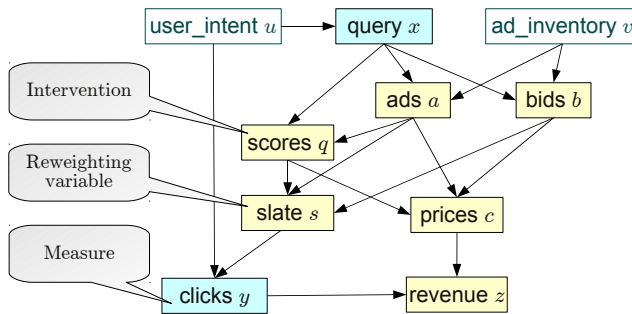 user_intent u
query x
ad_inventory v
Intervention
ads a
bids b
scores q
Reweighting
variable
slate s
prices c
Measure
clicks y
revenue z